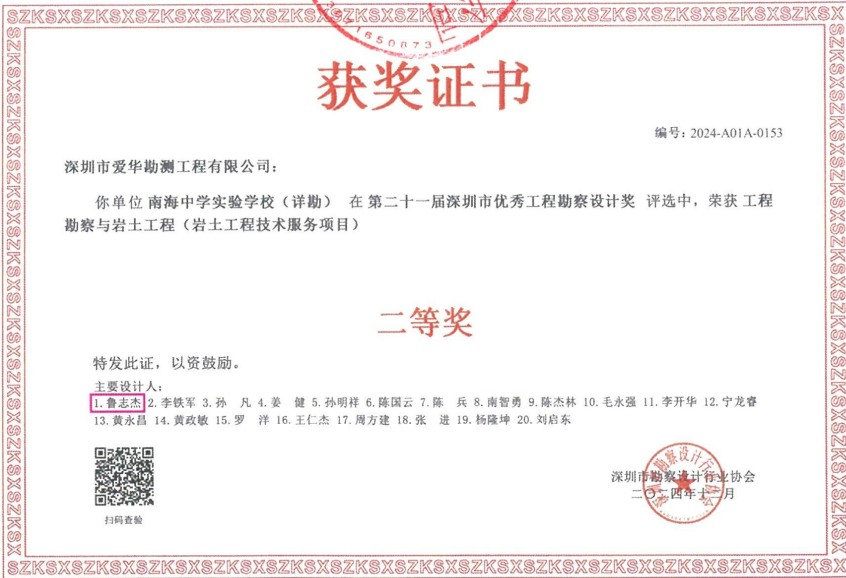 SZKSXSZKSXSZKSXSZKSXSZKSXSZKSXSZKSXSZKSXSZKSXSZKSXSZKSX
1650873
获奖证书
编号：2024-A01A-0153
深圳市爱华勘测工程有限公司：
你单位 南海中学实验学校（详勘） 在 第二十一届深圳市优秀工程勘察设计奖 评选中，荣获 工程
勘察与岩土工程（岩土工程技术服务项目）
二等奖
特发此证，以资鼓励。
主要设计人：
1.鲁志杰 2.李铁军 3.孙 凡 4.姜 健 5.孙明祥 6.陈国云 7.陈 兵 8.南智勇 9.陈杰林 10.毛永强 11.李开华 12.宁龙睿
13.黄永昌 14.黄政敏 15.罗 洋 16.王仁杰 17.周方建 18.张 进 19.杨隆坤 20.刘启东
扫码查验
深圳市勘察设计行业协会
二〇二四年十二月